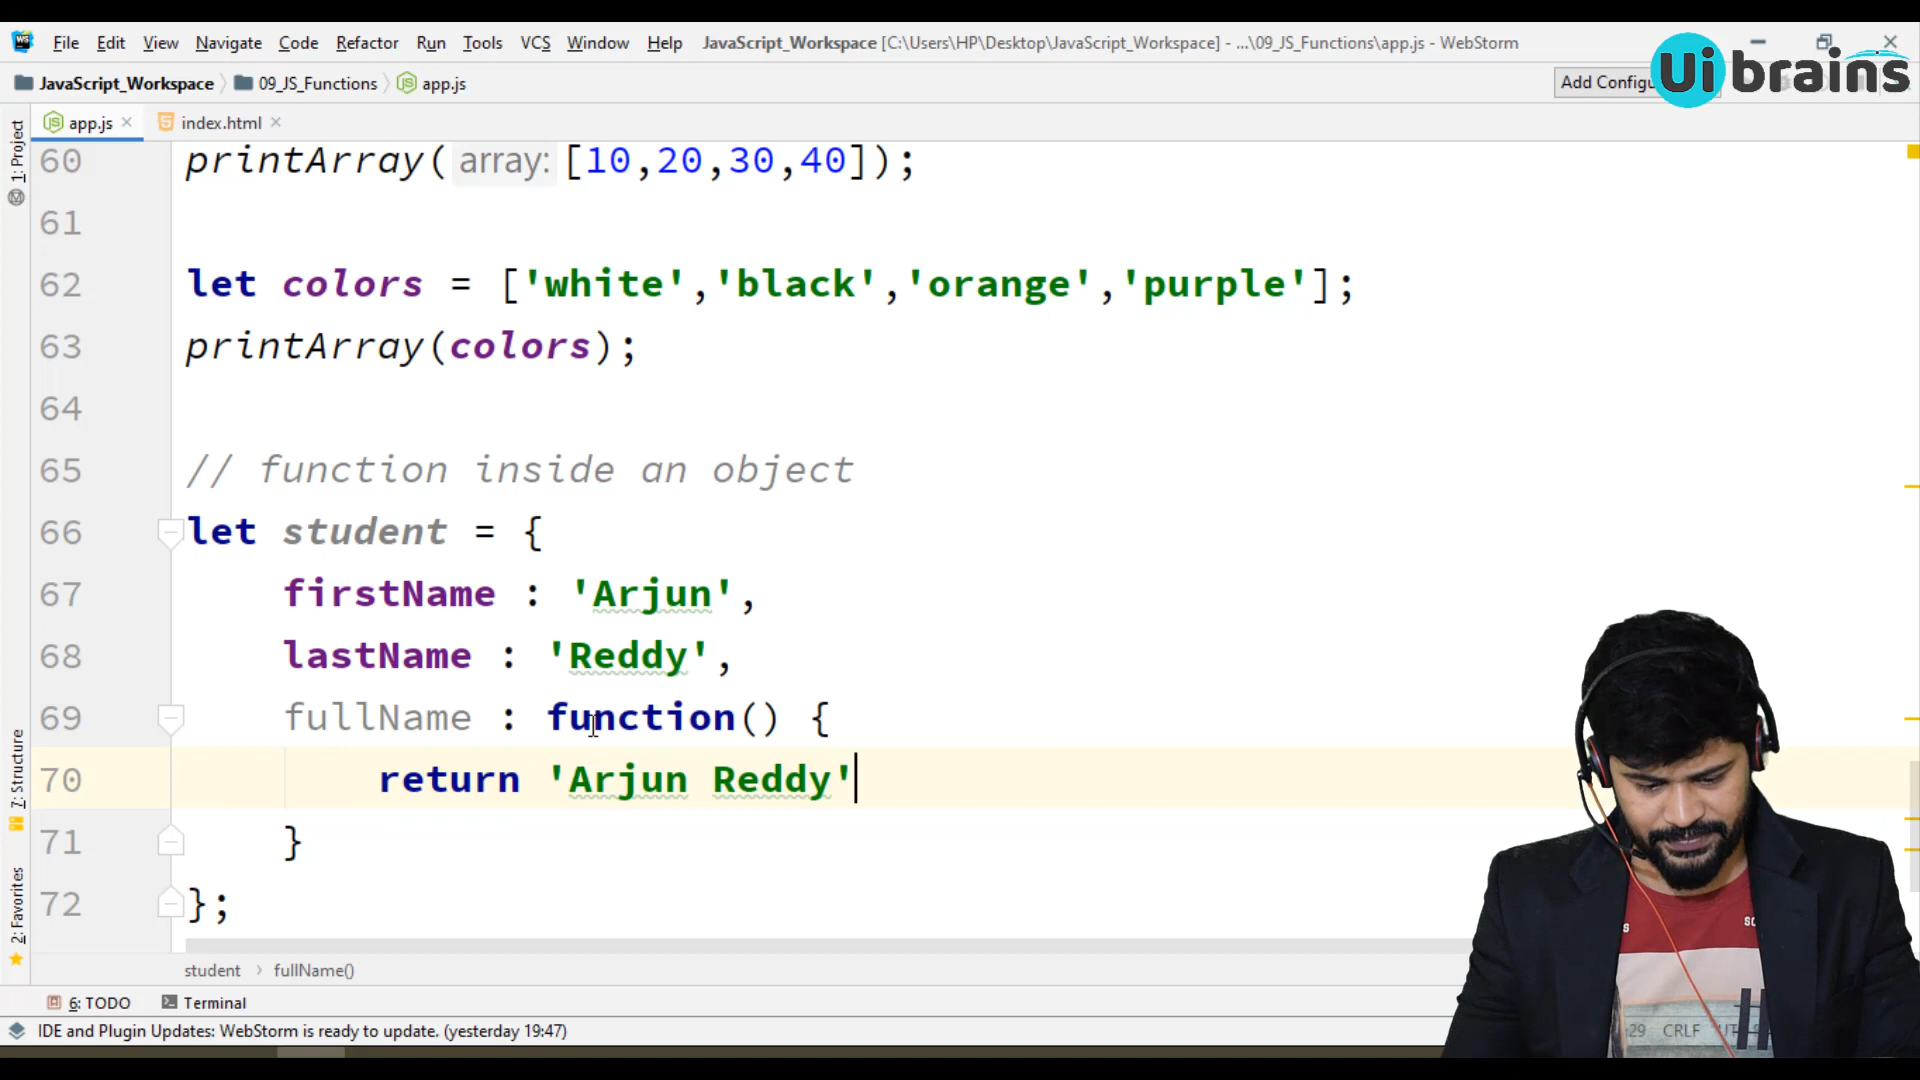 File Edit View Navigate Code Refactor Run Tools VCS Window Help JavaScript_Workspace [C:\Users\HP\Desktop\JavaScript_Workspace] - ...\09_JS_Functions\app.js - WebStorm
JavaScript_Workspace 09_JS_Functions app.js Add Configu
Ui brains
app.js index.html
1: Project
60 printArray( array: [10,20,30,40]);
61
62 let colors = ['white','black','orange','purple'];
63 printArray(colors);
64
65 // function inside an object
66 let student = {
67 firstName : 'Arjun',
68 lastName : 'Reddy',
69 fullName : function() {
70 return 'Arjun Reddy'
71 }
72 };
7: Structure
2: Favorites
student › fullName()
6: TODO Terminal
IDE and Plugin Updates: WebStorm is ready to update. (yesterday 19:47) CRLF